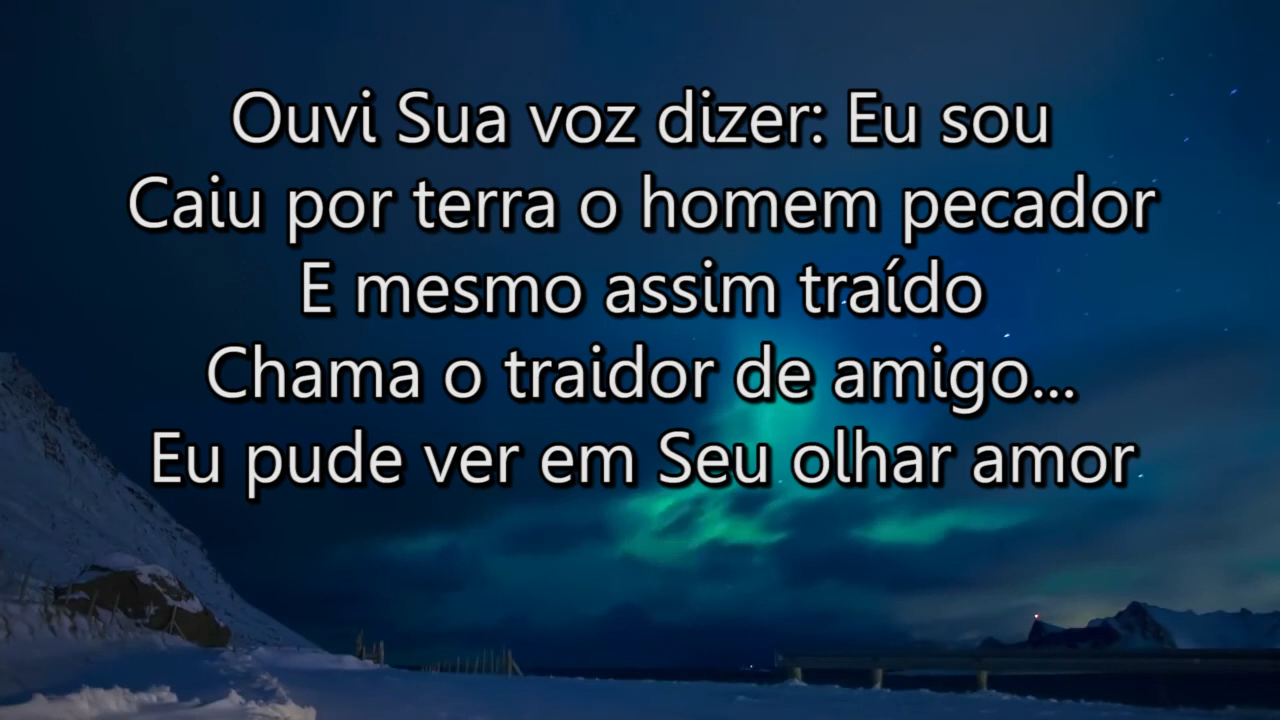 Ouvi Sua voz dizer: Eu sou
Caiu por terra o homem pecador
E mesmo assim traído
Chama o traidor de amigo...
Eu pude ver em Seu olhar amor